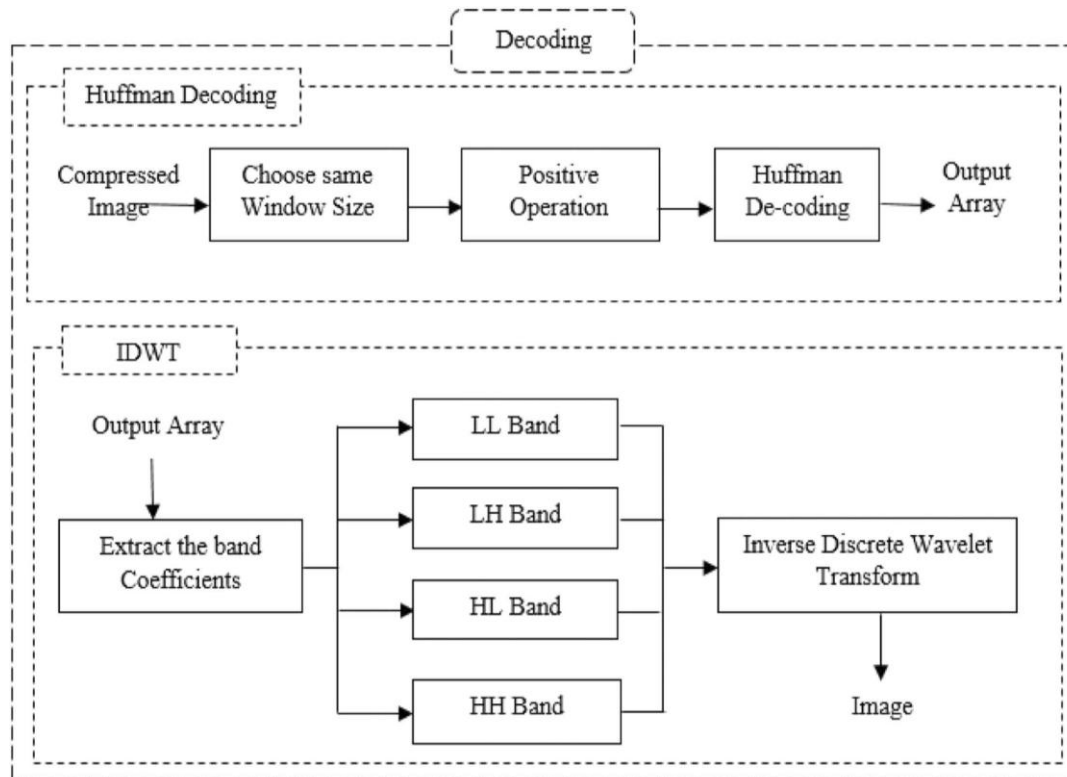 Decoding
Huffman Decoding
Compressed
Image
Choose same
Window Size
Positive
Operation
Huffman
De-coding
Output
Array
IDWT
Output Array
Extract the band
Coefficients
LL Band
LH Band
HL Band
HH Band
Inverse Discrete Wavelet
Transform
Image